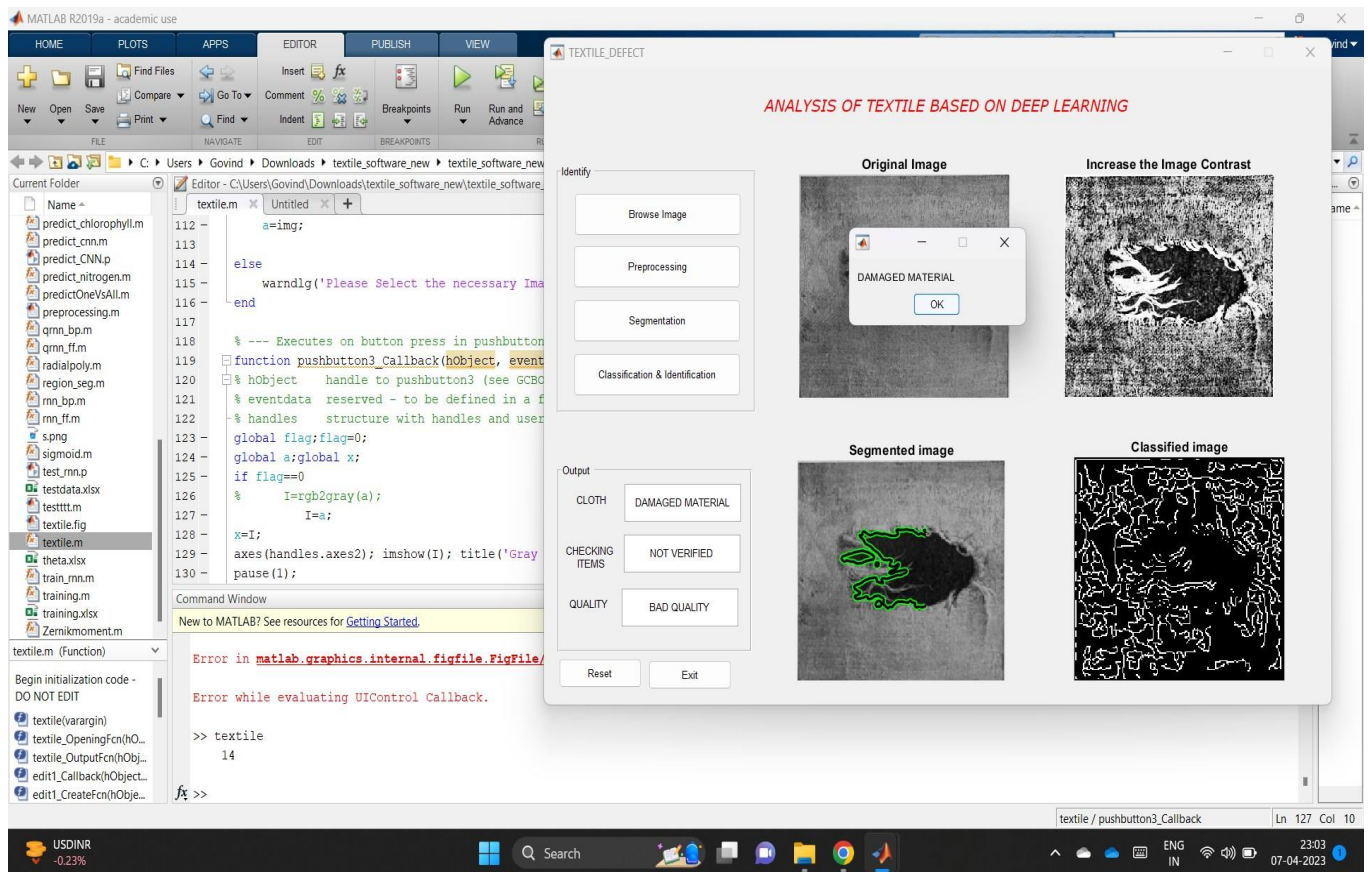 MATLAB R2019a - academic use
HOME PLOTS APPS EDITOR PUBLISH VIEW
New Open Save
Find Files
Compare
Print
Go To
Find
Insert fx
Comment
Indent
Breakpoints
Run
Run and Advance
FILE NAVIGATE EDIT BREAKPOINTS
C: Users Govind Downloads textile_software_new textile_software_new
Current Folder
Name
predict_chlorophyll.m
predict_cnn.m
predict_CNN.p
predict_nitrogen.m
predictOneVsAll.m
preprocessing.m
qrnn_bp.m
qrnn_ff.m
radialpoly.m
region_seg.m
rnn_bp.m
rnn_ff.m
s.png
sigmoid.m
test_rnn.p
testdata.xlsx
testttt.m
textile.fig
textile.m
theta.xlsx
train_rnn.m
training.m
training.xlsx
Zernikmoment.m
textile.m (Function)
Begin initialization code -
DO NOT EDIT
textile(varargin)
textile_OpeningFcn(hO...
textile_OutputFcn(hObj...
edit1_Callback(hObject...
edit1_CreateFcn(hObje...
Editor - C:\Users\Govind\Downloads\textile_software_new\textile_software_
textile.m Untitled +
112 - a=img;
113
114 - else
115 - warndlg('Please Select the necessary Ima
116 - end
117
118 % --- Executes on button press in pushbutton
119 function pushbutton3_Callback(hObject, event
120 % hObject handle to pushbutton3 (see GCBO
121 % eventdata reserved - to be defined in a f
122 % handles structure with handles and user
123 - global flag;flag=0;
124 - global a;global x;
125 - if flag==0
126 % I=rgb2gray(a);
127 - I=a;
128 - x=I;
129 - axes(handles.axes2); imshow(I); title('Gray
130 - pause(1);
Command Window
New to MATLAB? See resources for Getting Started.
Error in matlab.graphics.internal.figfile.FigFile/
Error while evaluating UIControl Callback.
>> textile
14
fx >>
TEXTILE_DEFECT
ANALYSIS OF TEXTILE BASED ON DEEP LEARNING
Identify
Browse Image
Preprocessing
Segmentation
Classification & Identification
Output
CLOTH DAMAGED MATERIAL
CHECKING ITEMS NOT VERIFIED
QUALITY BAD QUALITY
Reset Exit
Original Image
Increase the Image Contrast
DAMAGED MATERIAL
OK
Segmented image
Classified image
vind
ame
textile / pushbutton3_Callback Ln 127 Col 10
USDINR
-0.23%
Search
ENG
IN
23:03
07-04-2023
1